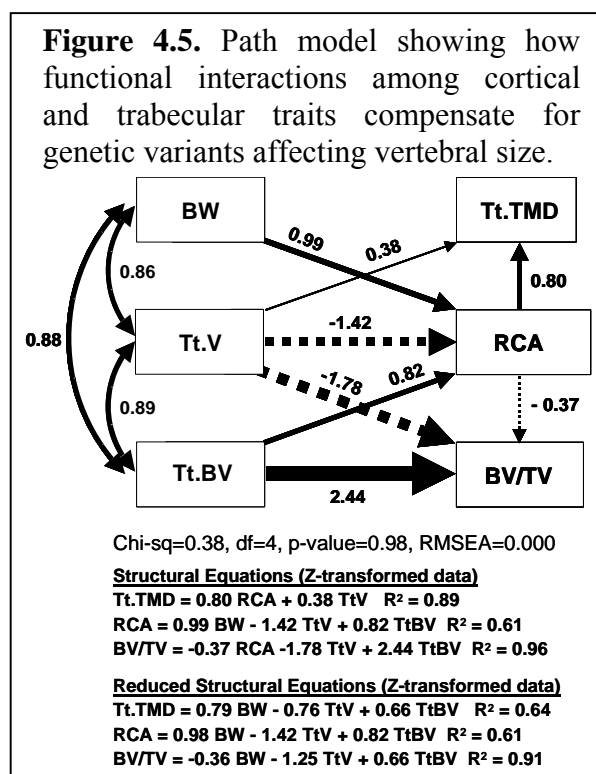 Figure 4.5. Path model showing how
functional interactions among cortical
and trabecular traits compensate for
genetic variants affecting vertebral size.
BW
Tt.TMD
0.99
0.38
0.86
0.80
-1.42
0.88
Tt.V
RCA
-1.78
0.82
0.89
- 0.37
Tt.BV
BV/TV
2.44
Chi-sq=0.38, df=4, p-value=0.98, RMSEA=0.000
Structural Equations (Z-transformed data)
Tt.TMD = 0.80 RCA + 0.38 TtV R² = 0.89
RCA = 0.99 BW - 1.42 TtV + 0.82 TtBV R² = 0.61
BV/TV = -0.37 RCA -1.78 TtV + 2.44 TtBV R² = 0.96
Reduced Structural Equations (Z-transformed data)
Tt.TMD = 0.79 BW - 0.76 TtV + 0.66 TtBV R² = 0.64
RCA = 0.98 BW - 1.42 TtV + 0.82 TtBV R² = 0.61
BV/TV = -0.36 BW - 1.25 TtV + 0.66 TtBV R² = 0.91